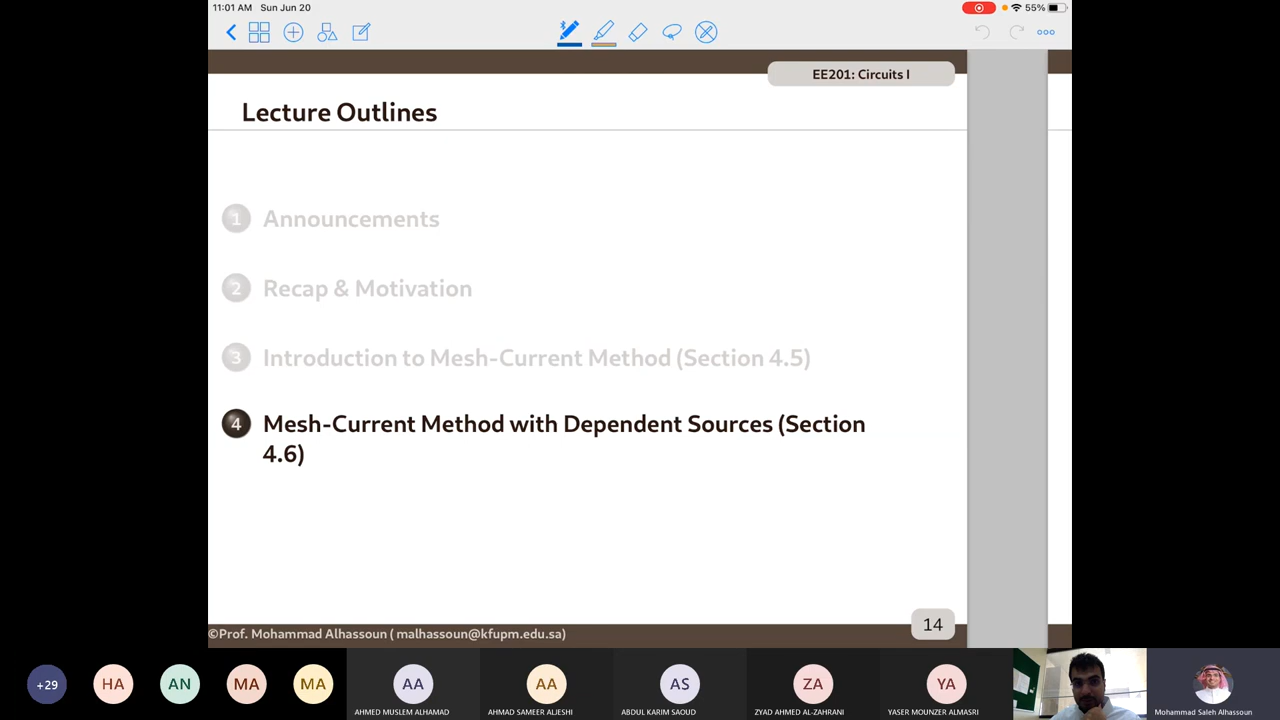 11:01 AM Sun Jun 20
55%
EE201: Circuits I
Lecture Outlines
1 Announcements
2 Recap & Motivation
3 Introduction to Mesh-Current Method (Section 4.5)
4 Mesh-Current Method with Dependent Sources (Section
4.6)
14
©Prof. Mohammad Alhassoun ( malhassoun@kfupm.edu.sa)
+29 HA AN MA MA AA AA AS ZA YA
AHMED MUSLEM ALHAMAD AHMAD SAMEER ALJESHI ABDUL KARIM SAOUD ZYAD AHMED AL-ZAHRANI YASER MOUNZER ALMASRI Mohammad Saleh Alhassoun